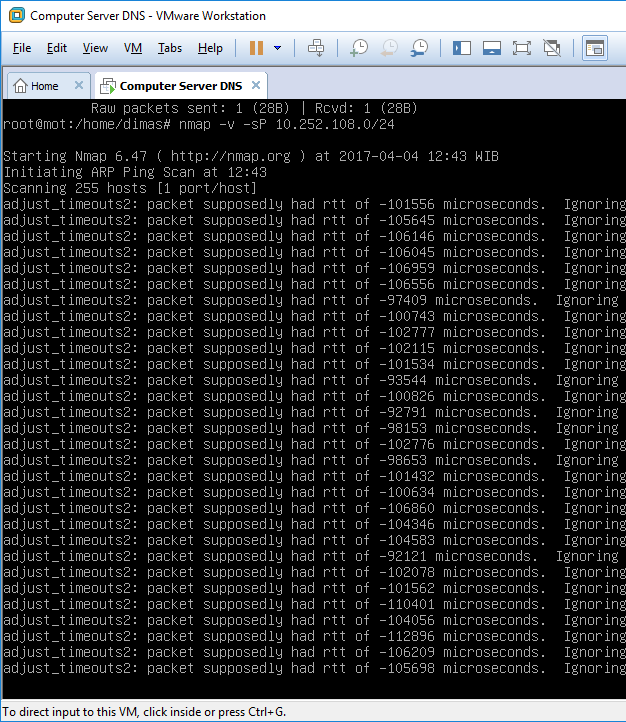 Computer Server DNS - VMware Workstation
File Edit View VM Tabs Help
Home Computer Server DNS
Raw packets sent: 1 (28B) | Rcvd: 1 (28B)
root@mot:/home/dimas# nmap -v -sP 10.252.108.0/24
Starting Nmap 6.47 ( http://nmap.org ) at 2017-04-04 12:43 WIB
Initiating ARP Ping Scan at 12:43
Scanning 255 hosts [1 port/host]
adjust_timeouts2: packet supposedly had rtt of -101556 microseconds.  Ignoring
adjust_timeouts2: packet supposedly had rtt of -105645 microseconds.  Ignoring
adjust_timeouts2: packet supposedly had rtt of -106146 microseconds.  Ignoring
adjust_timeouts2: packet supposedly had rtt of -106045 microseconds.  Ignoring
adjust_timeouts2: packet supposedly had rtt of -106959 microseconds.  Ignoring
adjust_timeouts2: packet supposedly had rtt of -106556 microseconds.  Ignoring
adjust_timeouts2: packet supposedly had rtt of -97409 microseconds.  Ignoring
adjust_timeouts2: packet supposedly had rtt of -100743 microseconds.  Ignoring
adjust_timeouts2: packet supposedly had rtt of -102777 microseconds.  Ignoring
adjust_timeouts2: packet supposedly had rtt of -102115 microseconds.  Ignoring
adjust_timeouts2: packet supposedly had rtt of -101534 microseconds.  Ignoring
adjust_timeouts2: packet supposedly had rtt of -93544 microseconds.  Ignoring
adjust_timeouts2: packet supposedly had rtt of -100826 microseconds.  Ignoring
adjust_timeouts2: packet supposedly had rtt of -92791 microseconds.  Ignoring
adjust_timeouts2: packet supposedly had rtt of -98153 microseconds.  Ignoring
adjust_timeouts2: packet supposedly had rtt of -102776 microseconds.  Ignoring
adjust_timeouts2: packet supposedly had rtt of -98653 microseconds.  Ignoring
adjust_timeouts2: packet supposedly had rtt of -101432 microseconds.  Ignoring
adjust_timeouts2: packet supposedly had rtt of -100634 microseconds.  Ignoring
adjust_timeouts2: packet supposedly had rtt of -106860 microseconds.  Ignoring
adjust_timeouts2: packet supposedly had rtt of -104346 microseconds.  Ignoring
adjust_timeouts2: packet supposedly had rtt of -104583 microseconds.  Ignoring
adjust_timeouts2: packet supposedly had rtt of -92121 microseconds.  Ignoring
adjust_timeouts2: packet supposedly had rtt of -102078 microseconds.  Ignoring
adjust_timeouts2: packet supposedly had rtt of -101562 microseconds.  Ignoring
adjust_timeouts2: packet supposedly had rtt of -110401 microseconds.  Ignoring
adjust_timeouts2: packet supposedly had rtt of -104056 microseconds.  Ignoring
adjust_timeouts2: packet supposedly had rtt of -112896 microseconds.  Ignoring
adjust_timeouts2: packet supposedly had rtt of -106209 microseconds.  Ignoring
adjust_timeouts2: packet supposedly had rtt of -105698 microseconds.  Ignoring
To direct input to this VM, click inside or press Ctrl+G.